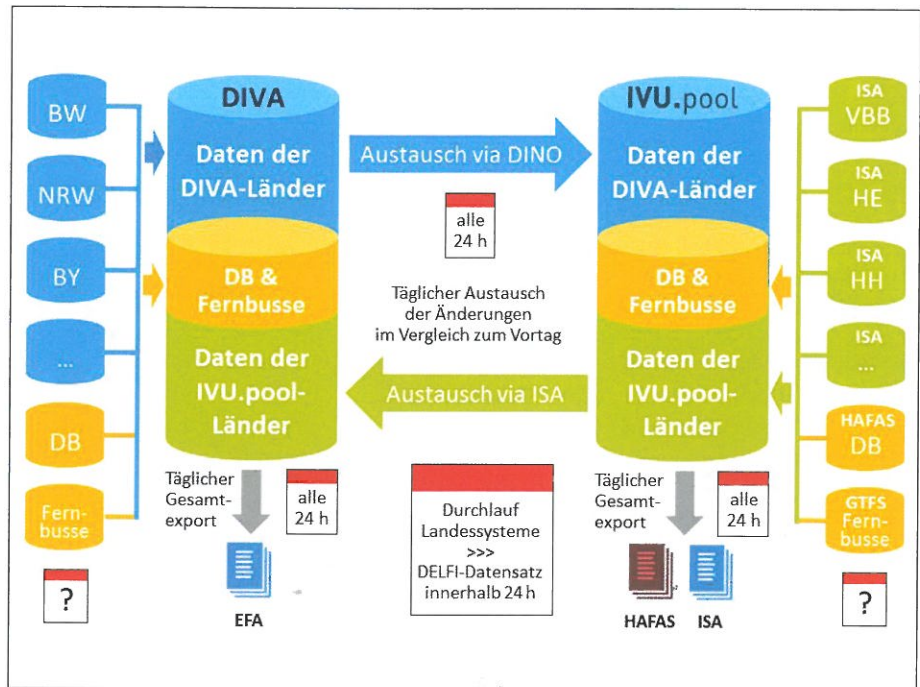 BW
NRW
BY
...
DB
Fern-
busse
?
DIVA
Daten der
DIVA-Länder
DB &
Fernbusse
Daten der
IVU.pool-
Länder
Täglicher
Gesamt-
export
alle
24 h
EFA
Austausch via DINO
alle
24 h
Täglicher Austausch
der Änderungen
im Vergleich zum Vortag
Austausch via ISA
Durchlauf
Landessysteme
>>>
DELFI-Datensatz
innerhalb 24 h
IVU.pool
Daten der
DIVA-Länder
DB &
Fernbusse
Daten der
IVU.pool-
Länder
Täglicher
Gesamt-
export
alle
24 h
HAFAS
ISA
ISA
VBB
ISA
HE
ISA
HH
ISA
...
HAFAS
DB
GTFS
Fern-
busse
?